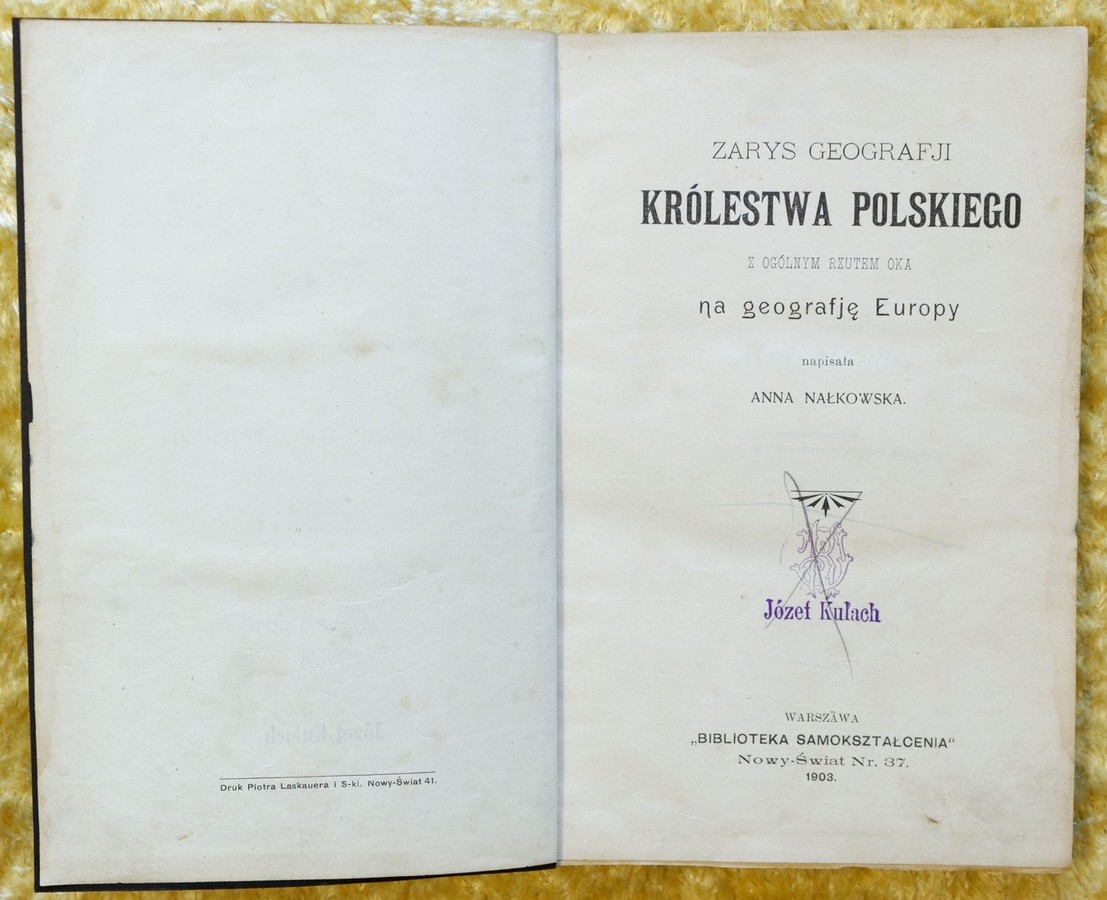 Druk Piotra Laskauera i S-ki. Nowy-Świat 41.
ZARYS GEOGRAFJI
KRÓLESTWA POLSKIEGO
Z OGÓLNYM RZUTEM OKA
na geografję Europy
napisała
ANNA NAŁKOWSKA.
Józef Kułach
WARSZAWA
„BIBLIOTEKA SAMOKSZTAŁCENIA“
Nowy-Świat Nr. 37.
1903.